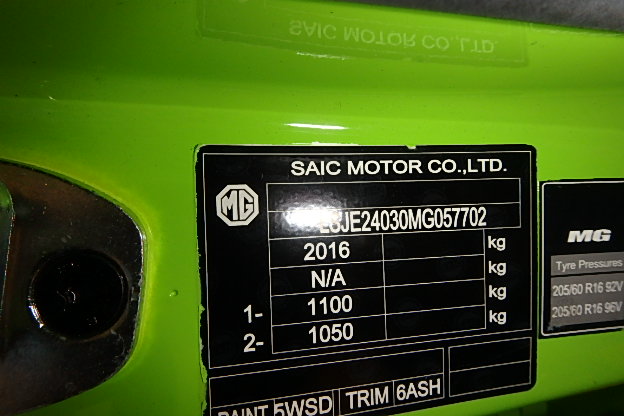 SAIC MOTOR CO.,LTD.
SAIC MOTOR CO.,LTD.
MG
LSJE24030MG057702
2016 kg
N/A kg
1- 1100 kg
2- 1050 kg
PAINT 5WSD TRIM 6ASH
MG
Tyre Pressures
205/60 R16 92V
205/60 R16 96V